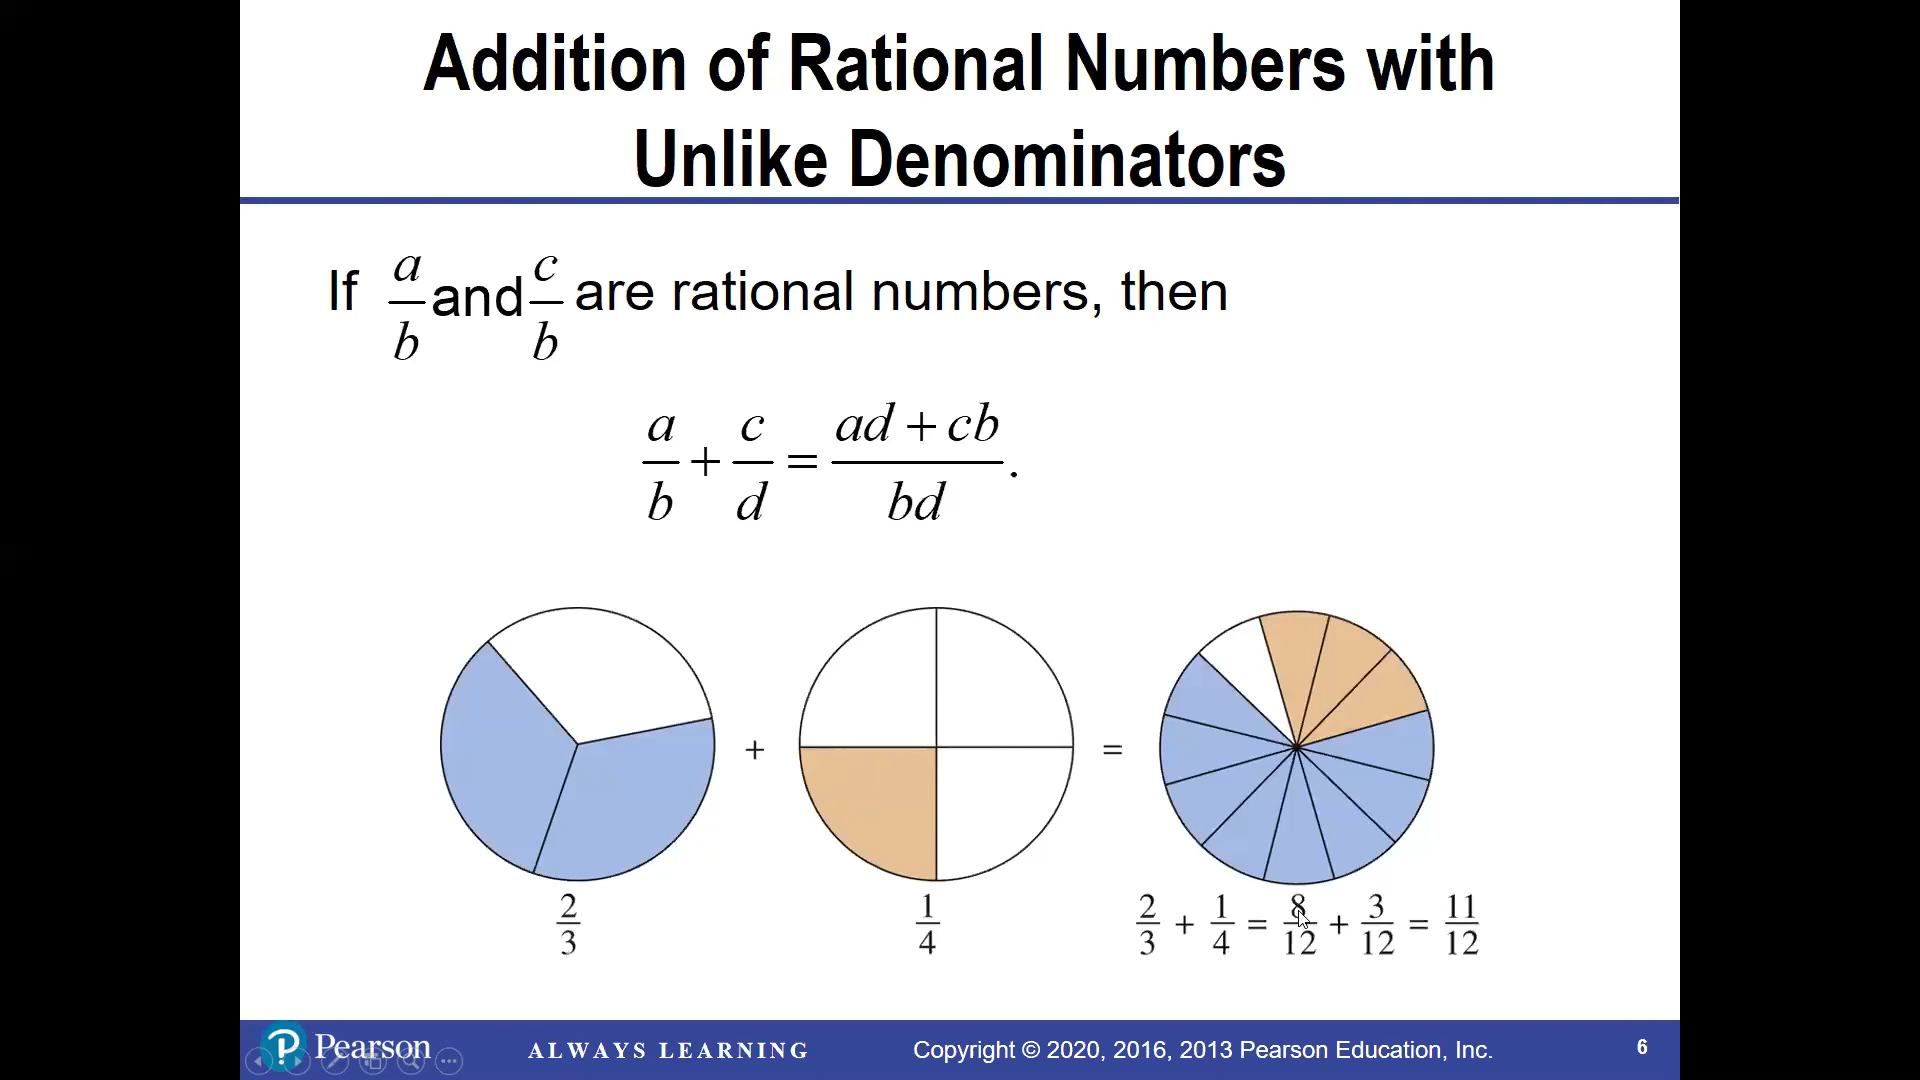 Addition of Rational Numbers with
Unlike Denominators
If a/b and c/b are rational numbers, then
a/b + c/d = (ad + cb)/bd.
+ =
2/3 1/4 2/3 + 1/4 = 8/12 + 3/12 = 11/12
Pearson ALWAYS LEARNING Copyright © 2020, 2016, 2013 Pearson Education, Inc. 6